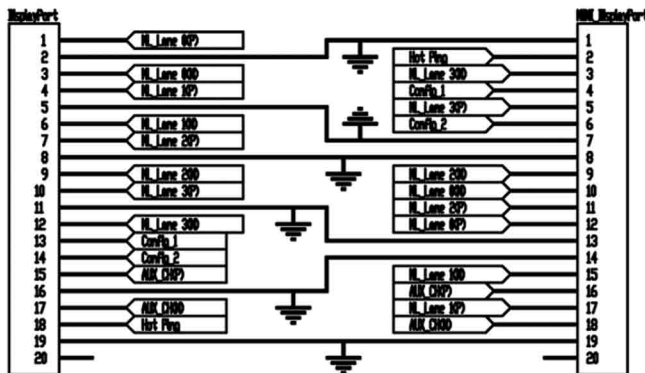 DisplayPort
1
2
3
4
5
6
7
8
9
10
11
12
13
14
15
16
17
18
19
20
ML_Lane 0(P)
ML_Lane 0(N)
ML_Lane 1(P)
ML_Lane 1(N)
ML_Lane 2(P)
ML_Lane 2(N)
ML_Lane 3(P)
ML_Lane 3(N)
Config_1
Config_2
AUX_CH(P)
AUX_CH(N)
Hot Plug
Hot Plug
ML_Lane 3(N)
Config_1
ML_Lane 3(P)
Config_2
ML_Lane 2(N)
ML_Lane 0(N)
ML_Lane 2(P)
ML_Lane 0(P)
ML_Lane 1(N)
AUX_CH(P)
ML_Lane 1(P)
AUX_CH(N)
MINI_DisplayPort
1
2
3
4
5
6
7
8
9
10
11
12
13
14
15
16
17
18
19
20